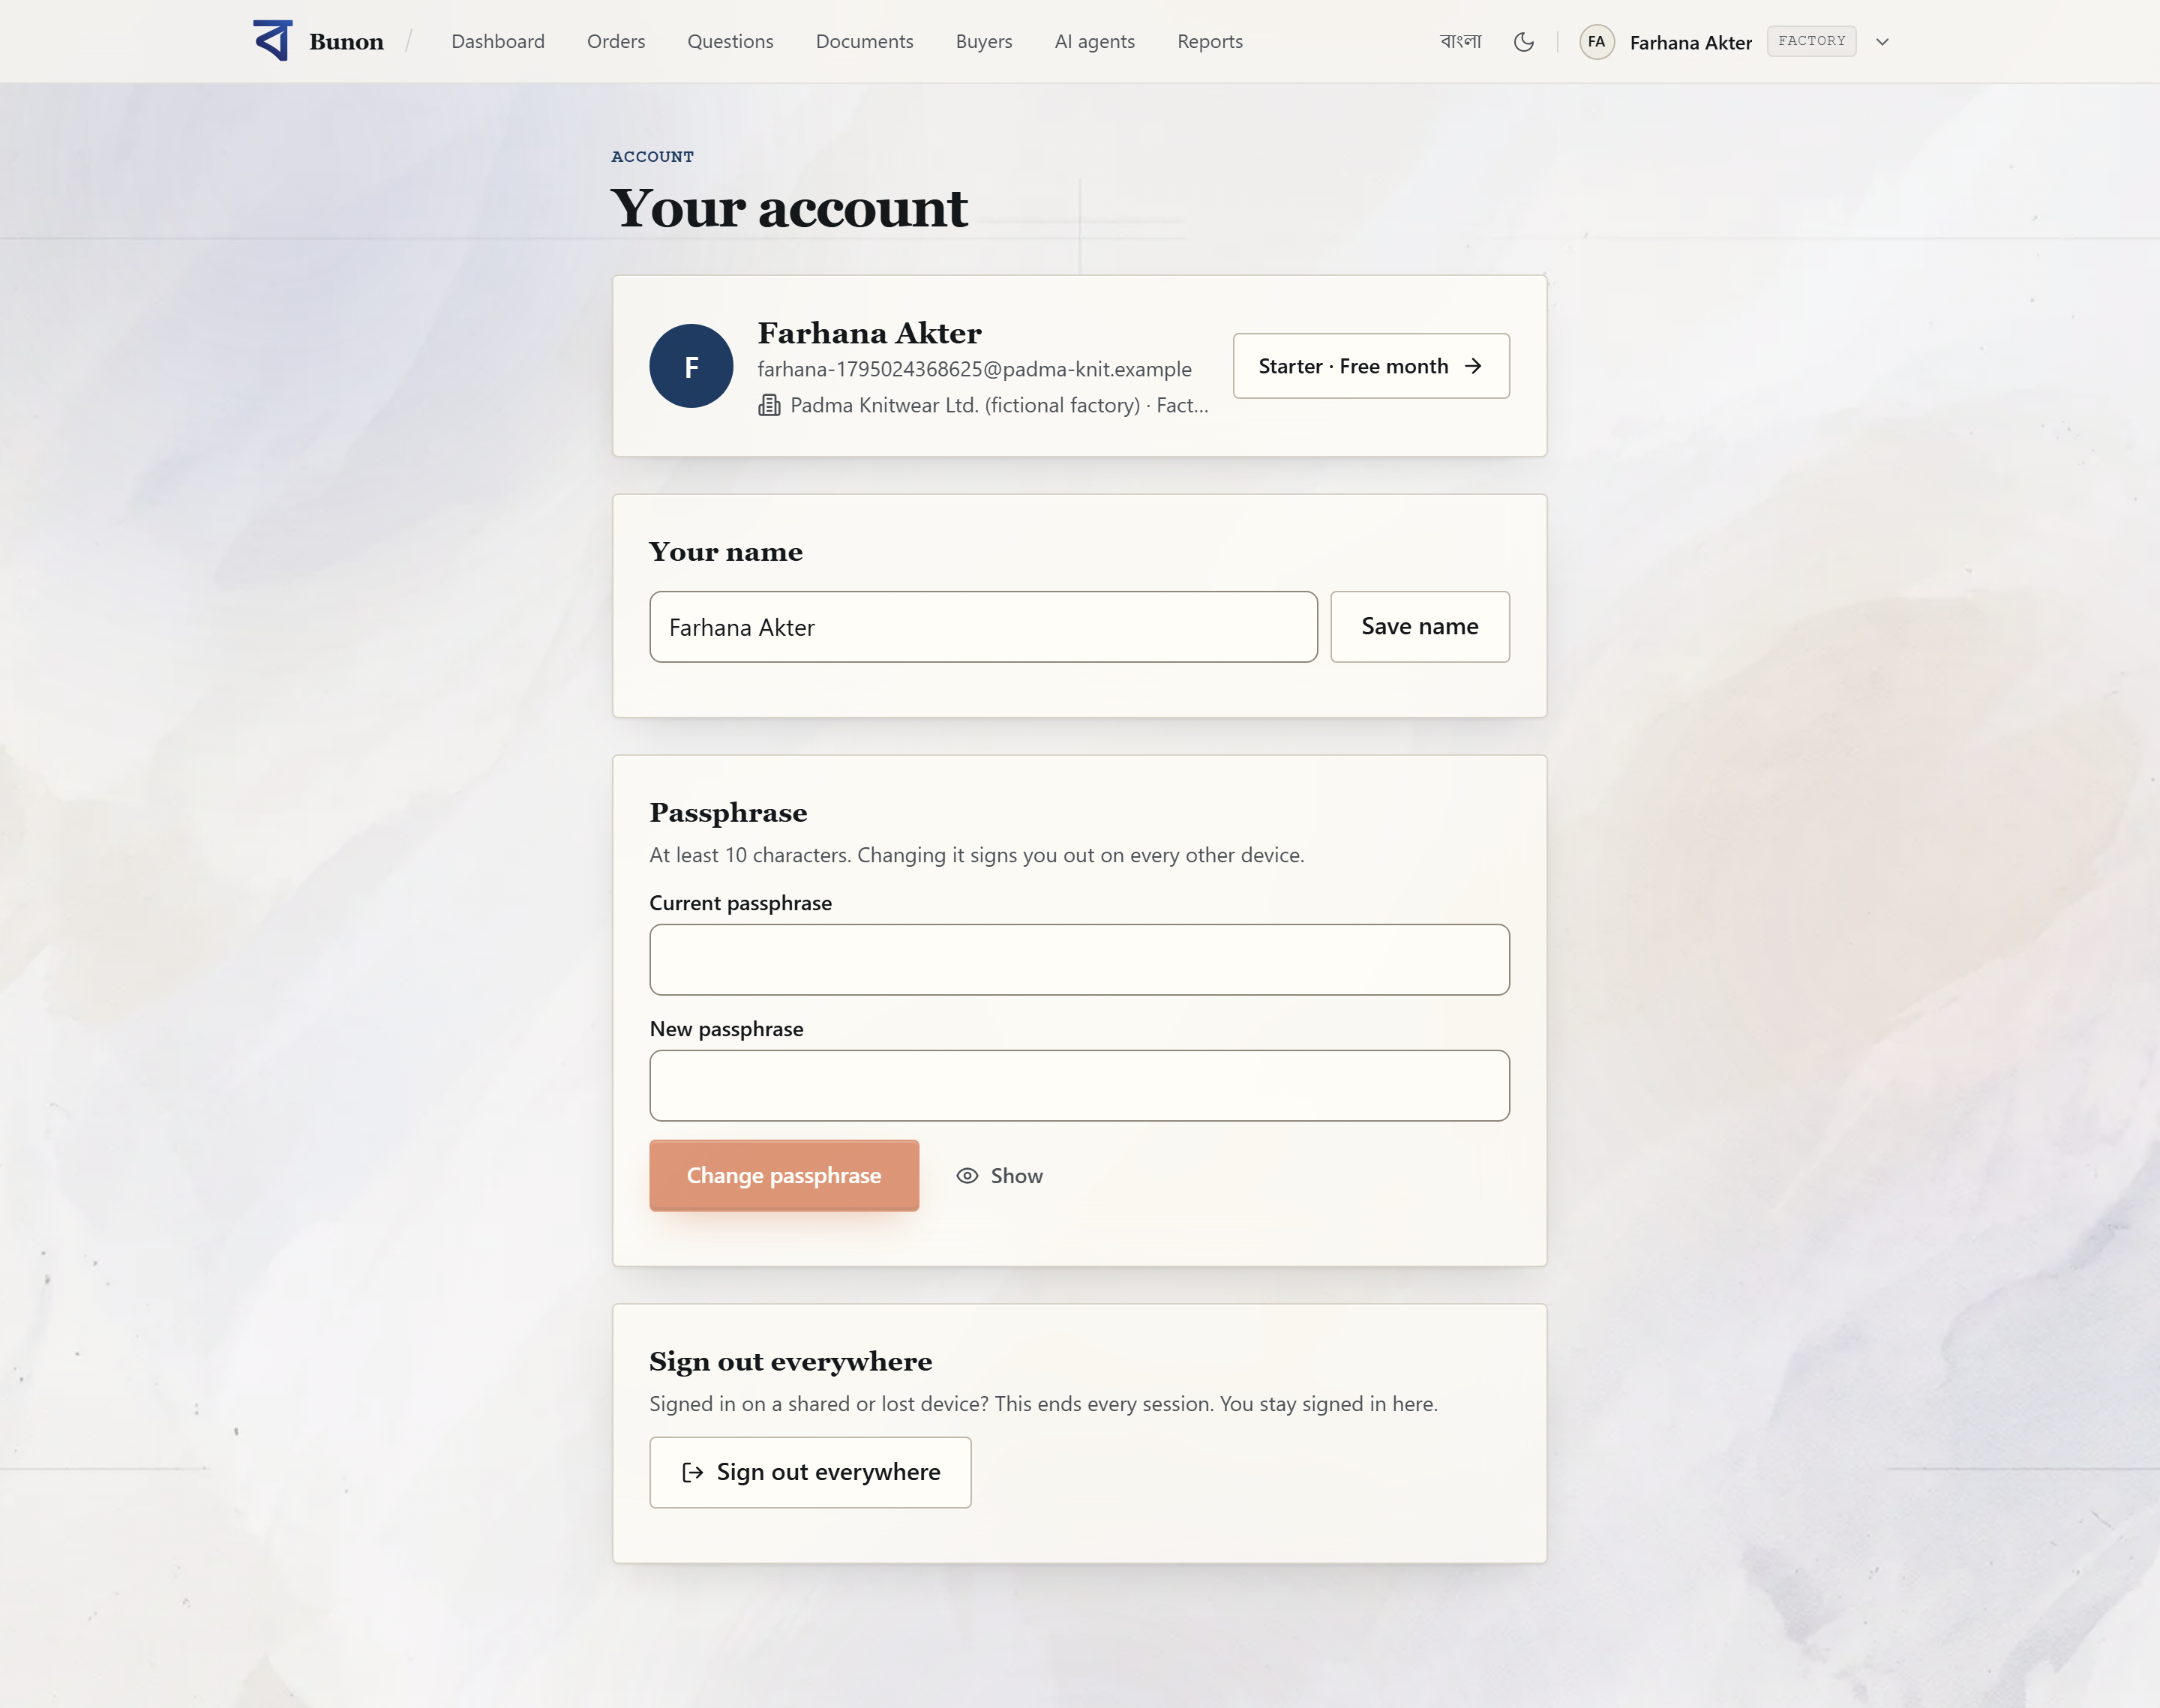 Bunon / Dashboard Orders Questions Documents Buyers AI agents Reports বাংলা FA Farhana Akter FACTORY
ACCOUNT
Your account
F
Farhana Akter
farhana-1795024368625@padma-knit.example
Padma Knitwear Ltd. (fictional factory) · Fact...
Starter · Free month
Your name
Farhana Akter
Save name
Passphrase
At least 10 characters. Changing it signs you out on every other device.
Current passphrase
New passphrase
Change passphrase
Show
Sign out everywhere
Signed in on a shared or lost device? This ends every session. You stay signed in here.
Sign out everywhere